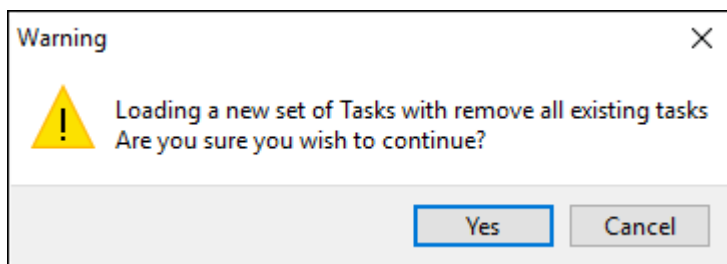 Warning
Loading a new set of Tasks with remove all existing tasks
Are you sure you wish to continue?
Yes
Cancel